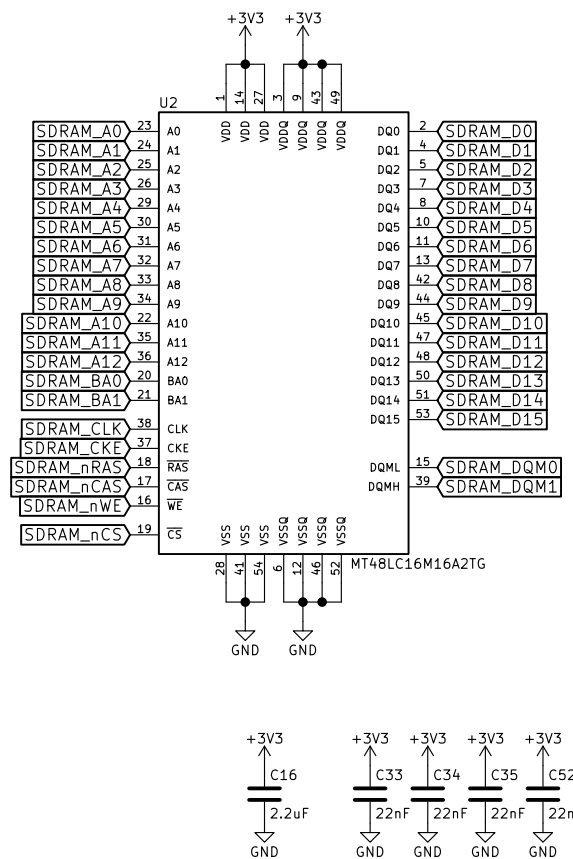 +3V3 +3V3
U2
1 14 27 3 9 43 49
VDD VDD VDD VDDQ VDDQ VDDQ VDDQ
SDRAM_A0 23 A0 DQ0 2 SDRAM_D0
SDRAM_A1 24 A1 DQ1 4 SDRAM_D1
SDRAM_A2 25 A2 DQ2 5 SDRAM_D2
SDRAM_A3 26 A3 DQ3 7 SDRAM_D3
SDRAM_A4 29 A4 DQ4 8 SDRAM_D4
SDRAM_A5 30 A5 DQ5 10 SDRAM_D5
SDRAM_A6 31 A6 DQ6 11 SDRAM_D6
SDRAM_A7 32 A7 DQ7 13 SDRAM_D7
SDRAM_A8 33 A8 DQ8 42 SDRAM_D8
SDRAM_A9 34 A9 DQ9 44 SDRAM_D9
SDRAM_A10 22 A10 DQ10 45 SDRAM_D10
SDRAM_A11 35 A11 DQ11 47 SDRAM_D11
SDRAM_A12 36 A12 DQ12 48 SDRAM_D12
SDRAM_BA0 20 BA0 DQ13 50 SDRAM_D13
SDRAM_BA1 21 BA1 DQ14 51 SDRAM_D14
DQ15 53 SDRAM_D15
SDRAM_CLK 38 CLK
SDRAM_CKE 37 CKE
SDRAM_nRAS 18 RAS DQML 15 SDRAM_DQM0
SDRAM_nCAS 17 CAS DQMH 39 SDRAM_DQM1
SDRAM_nWE 16 WE
SDRAM_nCS 19 CS
VSS VSS VSS VSSQ VSSQ VSSQ VSSQ
28 41 54 6 12 46 52
MT48LC16M16A2TG
GND GND
+3V3 +3V3 +3V3 +3V3 +3V3
C16 C33 C34 C35 C52
2.2uF 22nF 22nF 22nF 22n
GND GND GND GND GND